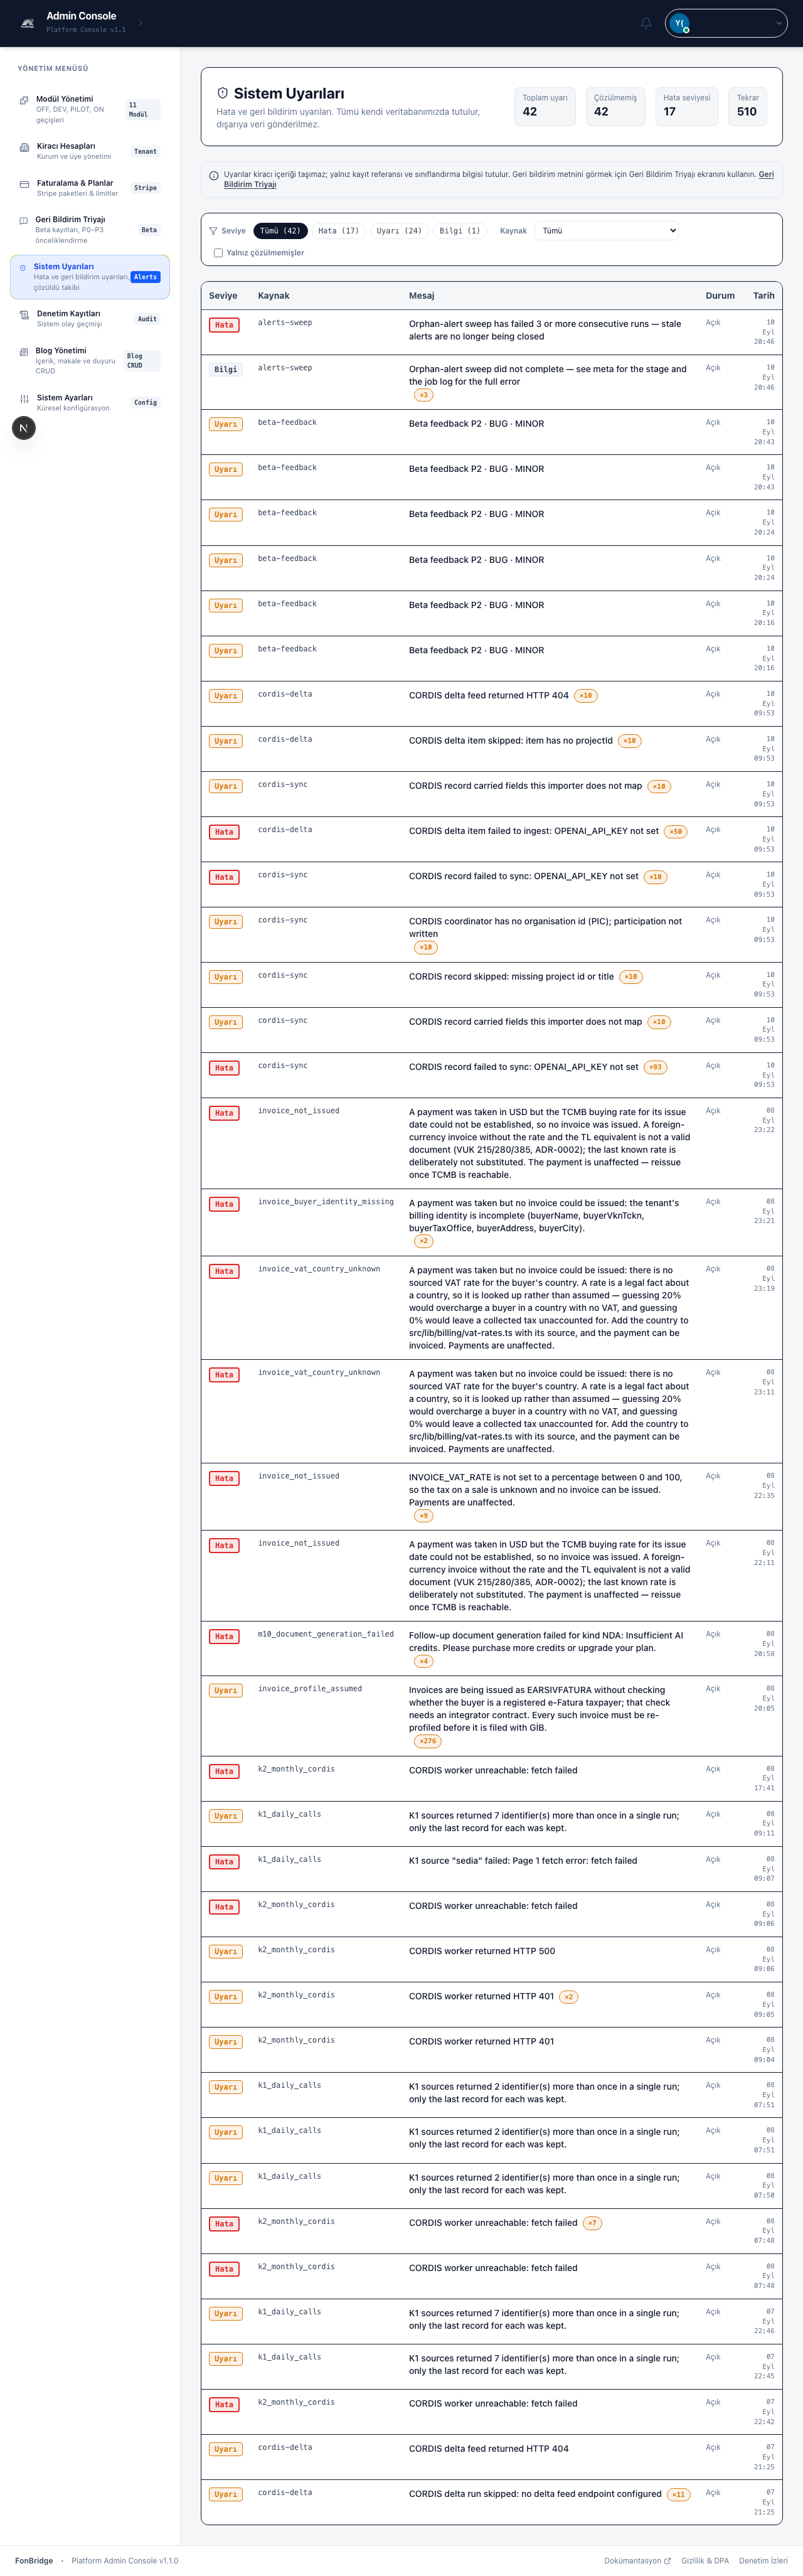 Admin Console
Platform Console v1.1
Y(
YÖNETİM MENÜSÜ
Modül Yönetimi
OFF, DEV, PILOT, ON
geçişleri
11
Modül
Kiracı Hesapları
Kurum ve üye yönetimi
Tenant
Faturalama & Planlar
Stripe paketleri & limitler
Stripe
Geri Bildirim Triyajı
Beta kayıtları, P0–P3
önceliklendirme
Beta
Sistem Uyarıları
Hata ve geri bildirim uyarıları,
çözüldü takibi
Alerts
Denetim Kayıtları
Sistem olay geçmişi
Audit
Blog Yönetimi
İçerik, makale ve duyuru
CRUD
Blog
CRUD
Sistem Ayarları
Küresel konfigürasyon
Config
N
Sistem Uyarıları
Hata ve geri bildirim uyarıları. Tümü kendi veritabanımızda tutulur,
dışarıya veri gönderilmez.
Toplam uyarı
42
Çözülmemiş
42
Hata seviyesi
17
Tekrar
510
Uyarılar kiracı içeriği taşımaz; yalnız kayıt referansı ve sınıflandırma bilgisi tutulur. Geri bildirim metnini görmek için Geri Bildirim Triyajı ekranını kullanın. Geri
Bildirim Triyajı
Seviye
Tümü (42)
Hata (17)
Uyarı (24)
Bilgi (1)
Kaynak
Tümü
Yalnız çözülmemişler
Seviye Kaynak Mesaj Durum Tarih
Hata alerts-sweep Orphan-alert sweep has failed 3 or more consecutive runs — stale
alerts are no longer being closed
Açık 10
Eyl
20:46
Bilgi alerts-sweep Orphan-alert sweep did not complete — see meta for the stage and
the job log for the full error
×3
Açık 10
Eyl
20:46
Uyarı beta-feedback Beta feedback P2 · BUG · MINOR Açık 10
Eyl
20:43
Uyarı beta-feedback Beta feedback P2 · BUG · MINOR Açık 10
Eyl
20:43
Uyarı beta-feedback Beta feedback P2 · BUG · MINOR Açık 10
Eyl
20:24
Uyarı beta-feedback Beta feedback P2 · BUG · MINOR Açık 10
Eyl
20:24
Uyarı beta-feedback Beta feedback P2 · BUG · MINOR Açık 10
Eyl
20:16
Uyarı beta-feedback Beta feedback P2 · BUG · MINOR Açık 10
Eyl
20:16
Uyarı cordis-delta CORDIS delta feed returned HTTP 404 ×10 Açık 10
Eyl
09:53
Uyarı cordis-delta CORDIS delta item skipped: item has no projectId ×10 Açık 10
Eyl
09:53
Uyarı cordis-sync CORDIS record carried fields this importer does not map ×10 Açık 10
Eyl
09:53
Hata cordis-delta CORDIS delta item failed to ingest: OPENAI_API_KEY not set ×50 Açık 10
Eyl
09:53
Hata cordis-sync CORDIS record failed to sync: OPENAI_API_KEY not set ×10 Açık 10
Eyl
09:53
Uyarı cordis-sync CORDIS coordinator has no organisation id (PIC); participation not
written
×10
Açık 10
Eyl
09:53
Uyarı cordis-sync CORDIS record skipped: missing project id or title ×10 Açık 10
Eyl
09:53
Uyarı cordis-sync CORDIS record carried fields this importer does not map ×10 Açık 10
Eyl
09:53
Hata cordis-sync CORDIS record failed to sync: OPENAI_API_KEY not set ×93 Açık 10
Eyl
09:53
Hata invoice_not_issued A payment was taken in USD but the TCMB buying rate for its issue
date could not be established, so no invoice was issued. A foreign-
currency invoice without the rate and the TL equivalent is not a valid
document (VUK 215/280/385, ADR-0002); the last known rate is
deliberately not substituted. The payment is unaffected — reissue
once TCMB is reachable.
Açık 08
Eyl
23:22
Hata invoice_buyer_identity_missing A payment was taken but no invoice could be issued: the tenant's
billing identity is incomplete (buyerName, buyerVknTckn,
buyerTaxOffice, buyerAddress, buyerCity).
×2
Açık 08
Eyl
23:21
Hata invoice_vat_country_unknown A payment was taken but no invoice could be issued: there is no
sourced VAT rate for the buyer's country. A rate is a legal fact about
a country, so it is looked up rather than assumed — guessing 20%
would overcharge a buyer in a country with no VAT, and guessing
0% would leave a collected tax unaccounted for. Add the country to
src/lib/billing/vat-rates.ts with its source, and the payment can be
invoiced. Payments are unaffected.
Açık 08
Eyl
23:19
Hata invoice_vat_country_unknown A payment was taken but no invoice could be issued: there is no
sourced VAT rate for the buyer's country. A rate is a legal fact about
a country, so it is looked up rather than assumed — guessing 20%
would overcharge a buyer in a country with no VAT, and guessing
0% would leave a collected tax unaccounted for. Add the country to
src/lib/billing/vat-rates.ts with its source, and the payment can be
invoiced. Payments are unaffected.
Açık 08
Eyl
23:11
Hata invoice_not_issued INVOICE_VAT_RATE is not set to a percentage between 0 and 100,
so the tax on a sale is unknown and no invoice can be issued.
Payments are unaffected.
×9
Açık 08
Eyl
22:35
Hata invoice_not_issued A payment was taken in USD but the TCMB buying rate for its issue
date could not be established, so no invoice was issued. A foreign-
currency invoice without the rate and the TL equivalent is not a valid
document (VUK 215/280/385, ADR-0002); the last known rate is
deliberately not substituted. The payment is unaffected — reissue
once TCMB is reachable.
Açık 08
Eyl
22:11
Hata m10_document_generation_failed Follow-up document generation failed for kind NDA: Insufficient AI
credits. Please purchase more credits or upgrade your plan.
×4
Açık 08
Eyl
20:58
Uyarı invoice_profile_assumed Invoices are being issued as EARSIVFATURA without checking
whether the buyer is a registered e-Fatura taxpayer; that check
needs an integrator contract. Every such invoice must be re-
profiled before it is filed with GİB.
×276
Açık 08
Eyl
20:05
Hata k2_monthly_cordis CORDIS worker unreachable: fetch failed Açık 08
Eyl
17:41
Uyarı k1_daily_calls K1 sources returned 7 identifier(s) more than once in a single run;
only the last record for each was kept.
Açık 08
Eyl
09:11
Hata k1_daily_calls K1 source "sedia" failed: Page 1 fetch error: fetch failed Açık 08
Eyl
09:07
Hata k2_monthly_cordis CORDIS worker unreachable: fetch failed Açık 08
Eyl
09:06
Uyarı k2_monthly_cordis CORDIS worker returned HTTP 500 Açık 08
Eyl
09:06
Uyarı k2_monthly_cordis CORDIS worker returned HTTP 401 ×2 Açık 08
Eyl
09:05
Uyarı k2_monthly_cordis CORDIS worker returned HTTP 401 Açık 08
Eyl
09:04
Uyarı k1_daily_calls K1 sources returned 2 identifier(s) more than once in a single run;
only the last record for each was kept.
Açık 08
Eyl
07:51
Uyarı k1_daily_calls K1 sources returned 2 identifier(s) more than once in a single run;
only the last record for each was kept.
Açık 08
Eyl
07:51
Uyarı k1_daily_calls K1 sources returned 2 identifier(s) more than once in a single run;
only the last record for each was kept.
Açık 08
Eyl
07:50
Hata k2_monthly_cordis CORDIS worker unreachable: fetch failed ×7 Açık 08
Eyl
07:48
Hata k2_monthly_cordis CORDIS worker unreachable: fetch failed Açık 08
Eyl
07:48
Uyarı k1_daily_calls K1 sources returned 7 identifier(s) more than once in a single run;
only the last record for each was kept.
Açık 07
Eyl
22:46
Uyarı k1_daily_calls K1 sources returned 7 identifier(s) more than once in a single run;
only the last record for each was kept.
Açık 07
Eyl
22:45
Hata k2_monthly_cordis CORDIS worker unreachable: fetch failed Açık 07
Eyl
22:42
Uyarı cordis-delta CORDIS delta feed returned HTTP 404 Açık 07
Eyl
21:25
Uyarı cordis-delta CORDIS delta run skipped: no delta feed endpoint configured ×11 Açık 07
Eyl
21:25
FonBridge • Platform Admin Console v1.1.0
Dokümantasyon Gizlilik & DPA Denetim İzleri